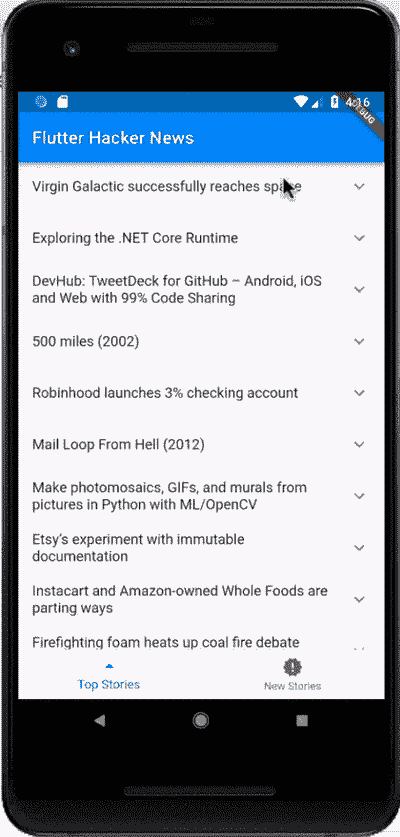 DEBUG
Flutter Hacker News
Virgin Galactic successfully reaches space
Exploring the .NET Core Runtime
DevHub: TweetDeck for GitHub – Android, iOS
and Web with 99% Code Sharing
500 miles (2002)
Robinhood launches 3% checking account
Mail Loop From Hell (2012)
Make photomosaics, GIFs, and murals from
pictures in Python with ML/OpenCV
Etsy’s experiment with immutable
documentation
Instacart and Amazon-owned Whole Foods are
parting ways
Firefighting foam heats up coal fire debate
Top Stories
New Stories